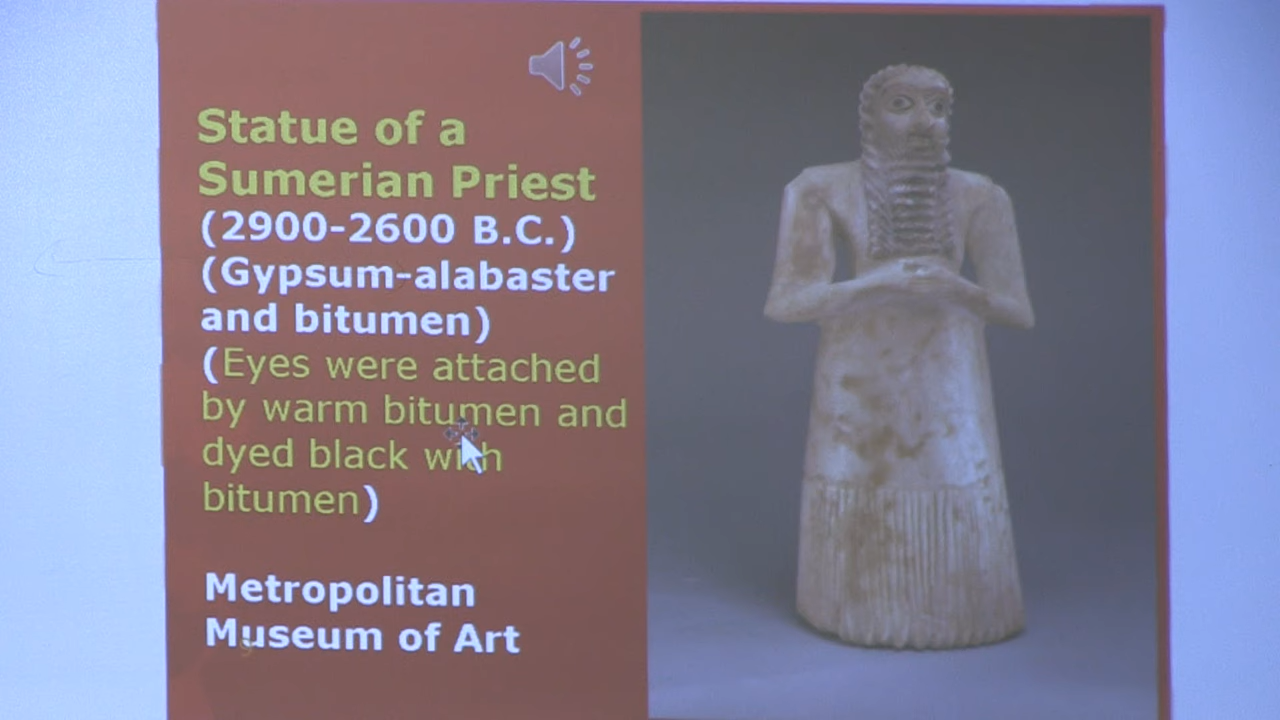 Statue of a
Sumerian Priest
(2900-2600 B.C.)
(Gypsum-alabaster
and bitumen)
(Eyes were attached
by warm bitumen and
dyed black with
bitumen)
Metropolitan
Museum of Art